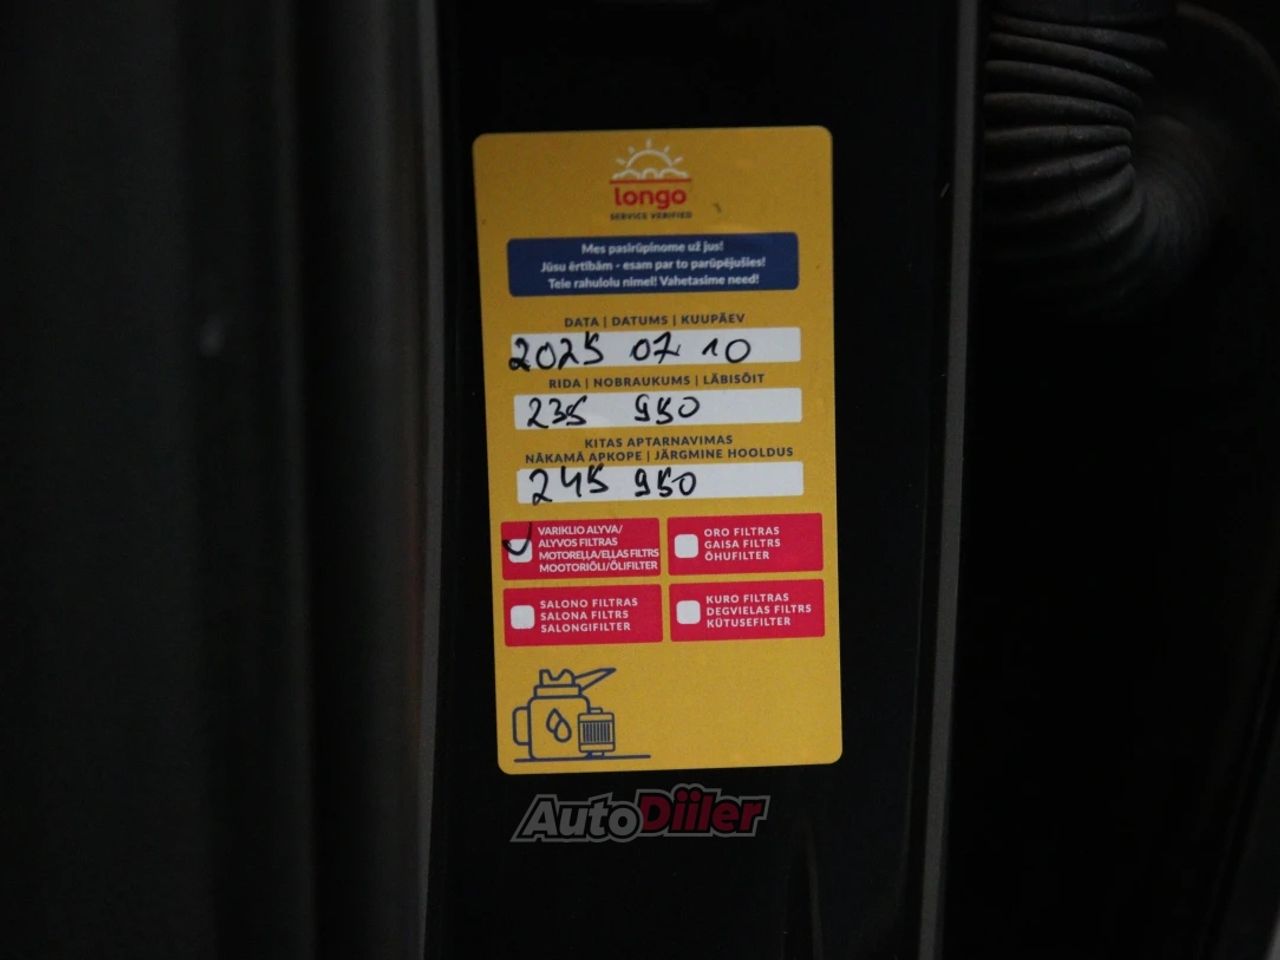 longo
SERVICE VERIFIED
Mes pasirūpinome už jus!
Jūsu ērtībām - esam par to parūpējušies!
Teie rahulolu nimel! Vahetasime need!
DATA | DATUMS | KUUPÄEV
2025 07 10
RIDA | NOBRAUKUMS | LÄBISÕIT
235 950
KITAS APTARNAVIMAS
NĀKAMĀ APKOPE | JÄRGMINE HOOLDUS
245 950
VARIKLIO ALYVA/
ALYVOS FILTRAS
MOTOREĻĻA/EĻĻAS FILTRS
MOOTORIÕLI/ÕLIFILTER
ORO FILTRAS
GAISA FILTRS
ÕHUFILTER
SALONO FILTRAS
SALONA FILTRS
SALONGIFILTER
KURO FILTRAS
DEGVIELAS FILTRS
KÜTUSEFILTER
AutoDiiler